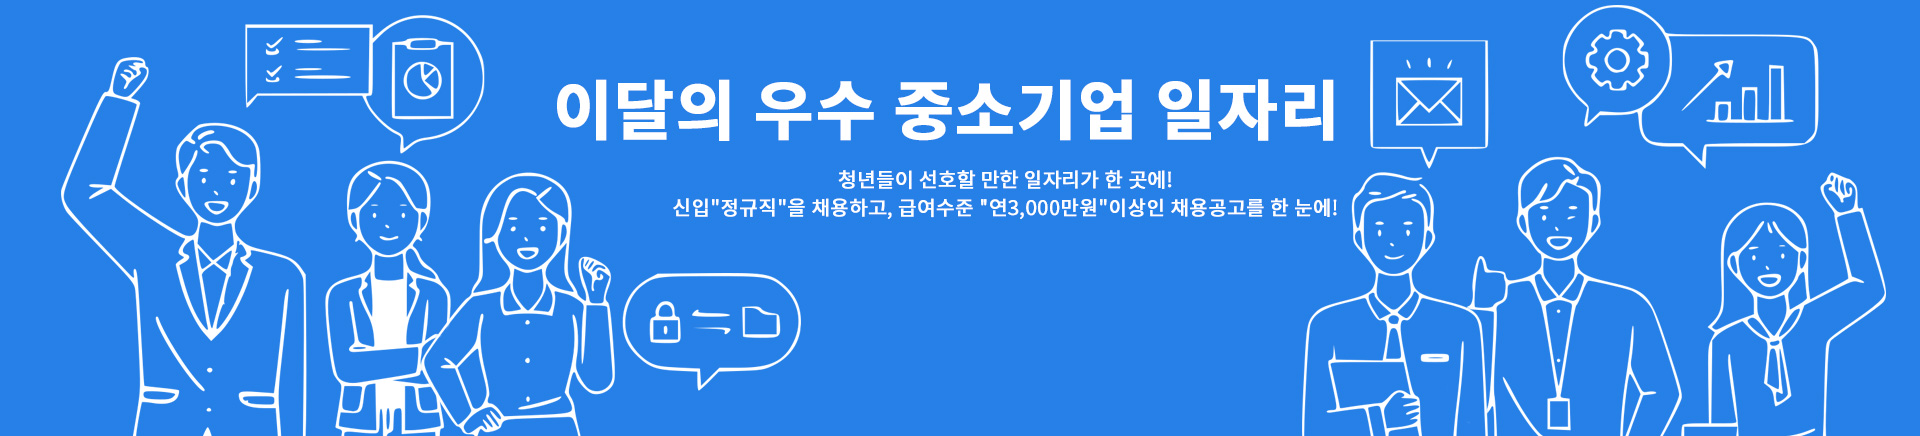 이달의 우수 중소기업 일자리
청년들이 선호할 만한 일자리가 한 곳에!
신입"정규직"을 채용하고, 급여수준 "연3,000만원"이상인 채용공고를 한 눈에!